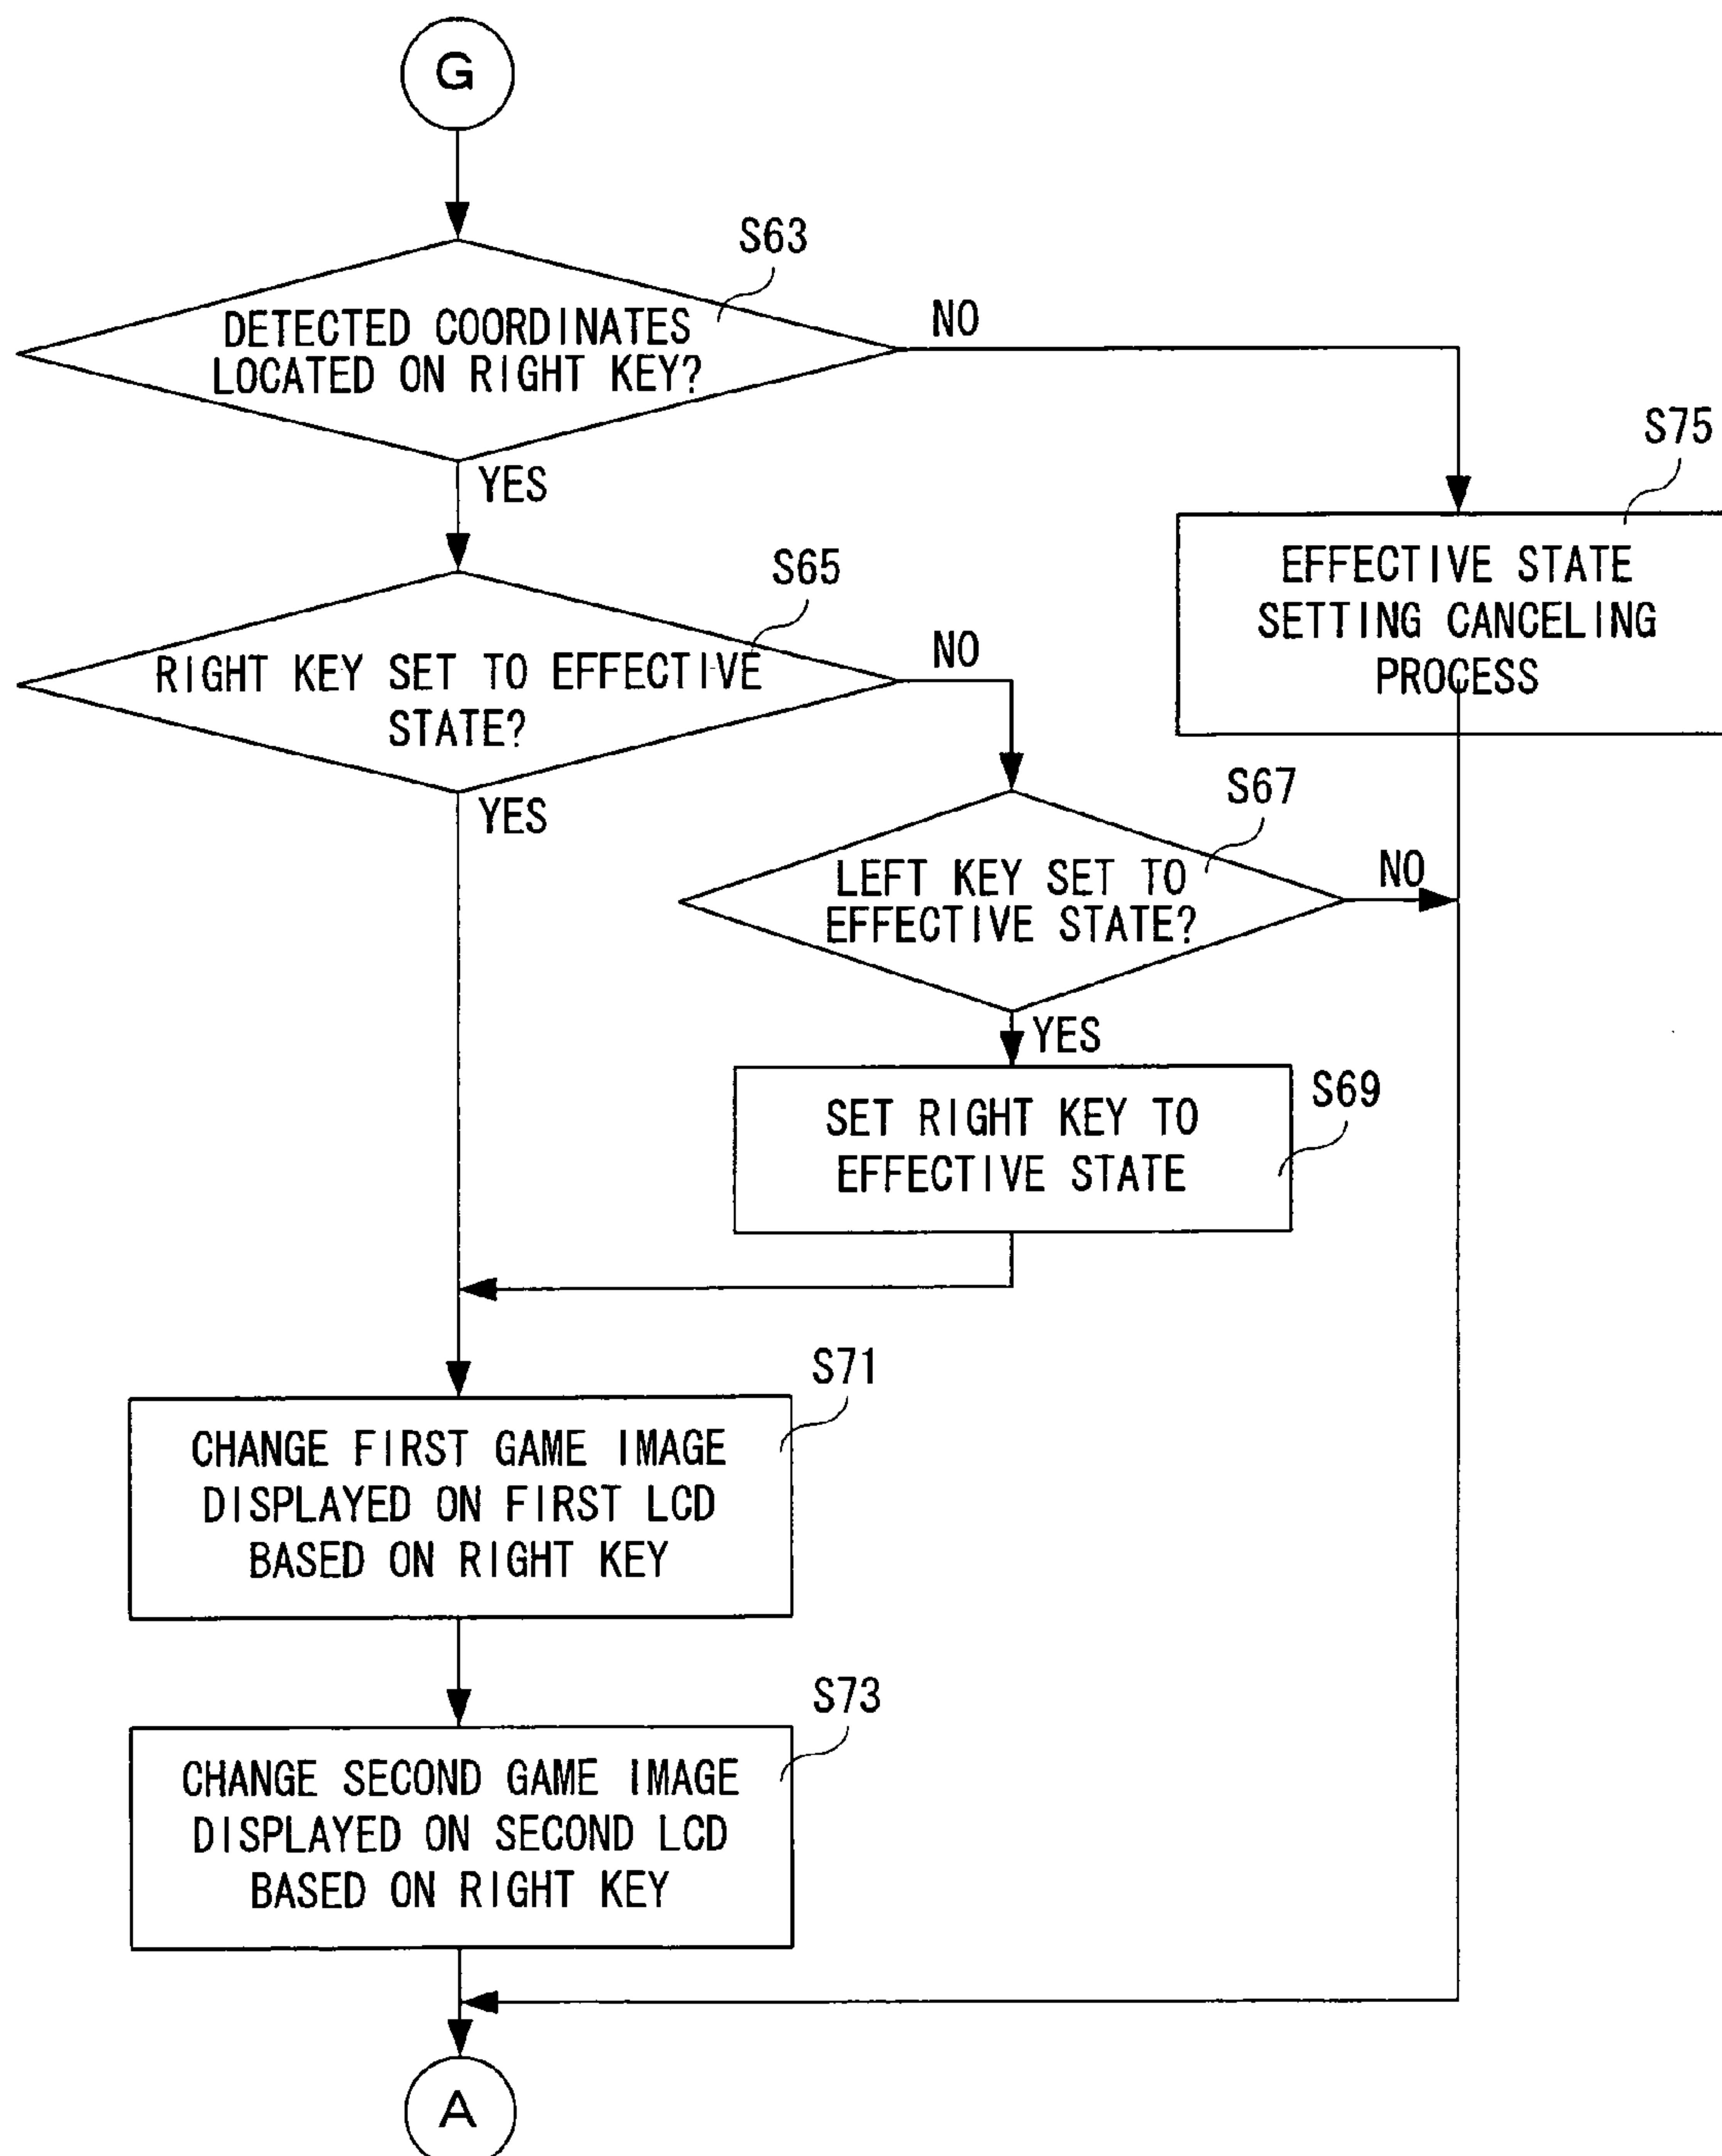 G
S63
DETECTED COORDINATES
LOCATED ON RIGHT KEY?
NO
YES
S75
EFFECTIVE STATE
SETTING CANCELING
PROCESS
S65
RIGHT KEY SET TO EFFECTIVE
STATE?
NO
YES
S67
LEFT KEY SET TO
EFFECTIVE STATE?
NO
YES
S69
SET RIGHT KEY TO
EFFECTIVE STATE
S71
CHANGE FIRST GAME IMAGE
DISPLAYED ON FIRST LCD
BASED ON RIGHT KEY
S73
CHANGE SECOND GAME IMAGE
DISPLAYED ON SECOND LCD
BASED ON RIGHT KEY
A